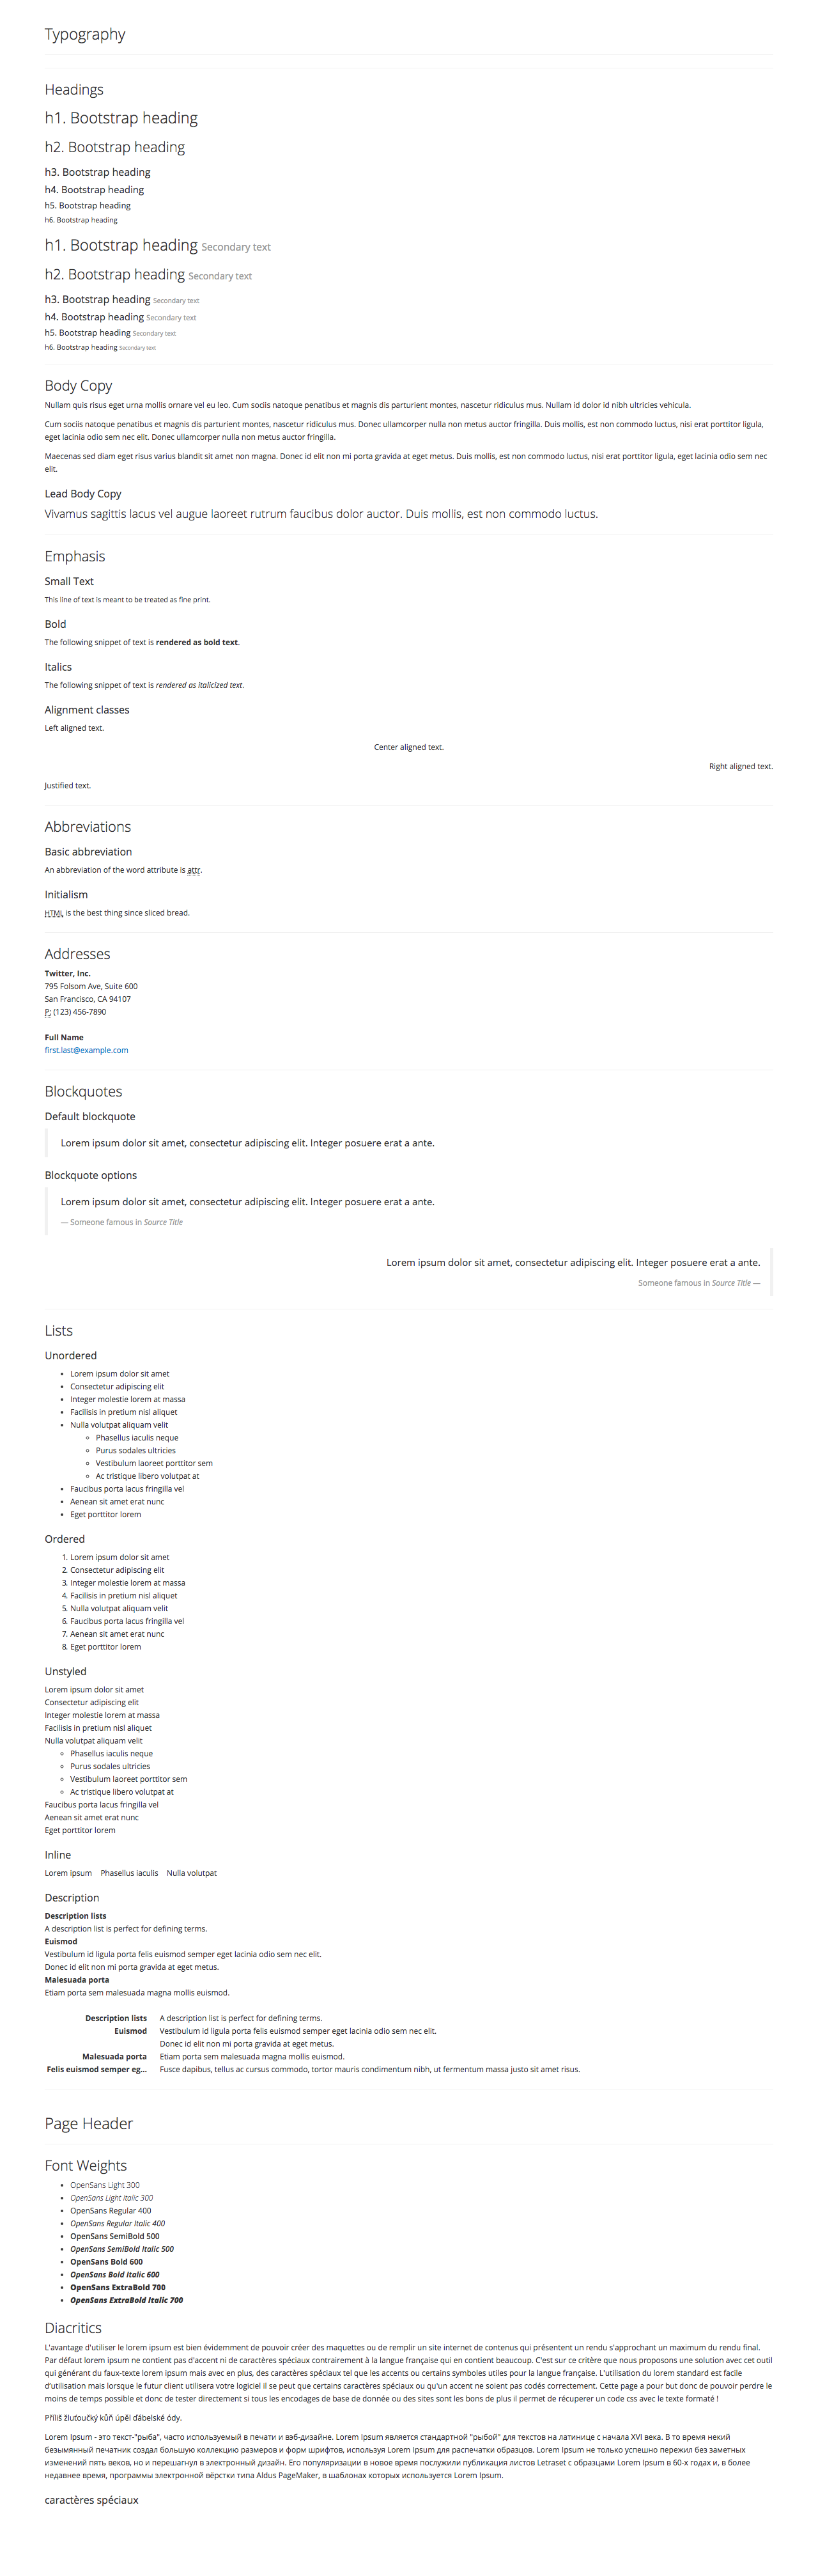 Typography
Headings
h1. Bootstrap heading
h2. Bootstrap heading
h3. Bootstrap heading
h4. Bootstrap heading
h5. Bootstrap heading
h6. Bootstrap heading
h1. Bootstrap heading Secondary text
h2. Bootstrap heading Secondary text
h3. Bootstrap heading Secondary text
h4. Bootstrap heading Secondary text
h5. Bootstrap heading Secondary text
h6. Bootstrap heading Secondary text
Body Copy
Nullam quis risus eget urna mollis ornare vel eu leo. Cum sociis natoque penatibus et magnis dis parturient montes, nascetur ridiculus mus. Nullam id dolor id nibh ultricies vehicula.
Cum sociis natoque penatibus et magnis dis parturient montes, nascetur ridiculus mus. Donec ullamcorper nulla non metus auctor fringilla. Duis mollis, est non commodo luctus, nisi erat porttitor ligula,
eget lacinia odio sem nec elit. Donec ullamcorper nulla non metus auctor fringilla.
Maecenas sed diam eget risus varius blandit sit amet non magna. Donec id elit non mi porta gravida at eget metus. Duis mollis, est non commodo luctus, nisi erat porttitor ligula, eget lacinia odio sem nec
elit.
Lead Body Copy
Vivamus sagittis lacus vel augue laoreet rutrum faucibus dolor auctor. Duis mollis, est non commodo luctus.
Emphasis
Small Text
This line of text is meant to be treated as fine print.
Bold
The following snippet of text is rendered as bold text.
Italics
The following snippet of text is rendered as italicized text.
Alignment classes
Left aligned text.
Center aligned text.
Right aligned text.
Justified text.
Abbreviations
Basic abbreviation
An abbreviation of the word attribute is attr.
Initialism
HTML is the best thing since sliced bread.
Addresses
Twitter, Inc.
795 Folsom Ave, Suite 600
San Francisco, CA 94107
P: (123) 456-7890
Full Name
first.last@example.com
Blockquotes
Default blockquote
Lorem ipsum dolor sit amet, consectetur adipiscing elit. Integer posuere erat a ante.
Blockquote options
Lorem ipsum dolor sit amet, consectetur adipiscing elit. Integer posuere erat a ante.
— Someone famous in Source Title
Lorem ipsum dolor sit amet, consectetur adipiscing elit. Integer posuere erat a ante.
Someone famous in Source Title —
Lists
Unordered
• Lorem ipsum dolor sit amet
• Consectetur adipiscing elit
• Integer molestie lorem at massa
• Facilisis in pretium nisl aliquet
• Nulla volutpat aliquam velit
◦ Phasellus iaculis neque
◦ Purus sodales ultricies
◦ Vestibulum laoreet porttitor sem
◦ Ac tristique libero volutpat at
• Faucibus porta lacus fringilla vel
• Aenean sit amet erat nunc
• Eget porttitor lorem
Ordered
1. Lorem ipsum dolor sit amet
2. Consectetur adipiscing elit
3. Integer molestie lorem at massa
4. Facilisis in pretium nisl aliquet
5. Nulla volutpat aliquam velit
6. Faucibus porta lacus fringilla vel
7. Aenean sit amet erat nunc
8. Eget porttitor lorem
Unstyled
Lorem ipsum dolor sit amet
Consectetur adipiscing elit
Integer molestie lorem at massa
Facilisis in pretium nisl aliquet
Nulla volutpat aliquam velit
◦ Phasellus iaculis neque
◦ Purus sodales ultricies
◦ Vestibulum laoreet porttitor sem
◦ Ac tristique libero volutpat at
Faucibus porta lacus fringilla vel
Aenean sit amet erat nunc
Eget porttitor lorem
Inline
Lorem ipsum Phasellus iaculis Nulla volutpat
Description
Description lists
A description list is perfect for defining terms.
Euismod
Vestibulum id ligula porta felis euismod semper eget lacinia odio sem nec elit.
Donec id elit non mi porta gravida at eget metus.
Malesuada porta
Etiam porta sem malesuada magna mollis euismod.
Description lists A description list is perfect for defining terms.
Euismod Vestibulum id ligula porta felis euismod semper eget lacinia odio sem nec elit.
Donec id elit non mi porta gravida at eget metus.
Malesuada porta Etiam porta sem malesuada magna mollis euismod.
Felis euismod semper eg... Fusce dapibus, tellus ac cursus commodo, tortor mauris condimentum nibh, ut fermentum massa justo sit amet risus.
Page Header
Font Weights
• OpenSans Light 300
• OpenSans Light Italic 300
• OpenSans Regular 400
• OpenSans Regular Italic 400
• OpenSans SemiBold 500
• OpenSans SemiBold Italic 500
• OpenSans Bold 600
• OpenSans Bold Italic 600
• OpenSans ExtraBold 700
• OpenSans ExtraBold Italic 700
Diacritics
L'avantage d'utiliser le lorem ipsum est bien évidemment de pouvoir créer des maquettes ou de remplir un site internet de contenus qui présentent un rendu s'approchant un maximum du rendu final.
Par défaut lorem ipsum ne contient pas d'accent ni de caractères spéciaux contrairement à la langue française qui en contient beaucoup. C'est sur ce critère que nous proposons une solution avec cet outil
qui générant du faux-texte lorem ipsum mais avec en plus, des caractères spéciaux tel que les accents ou certains symboles utiles pour la langue française. L'utilisation du lorem standard est facile
d'utilisation mais lorsque le futur client utilisera votre logiciel il se peut que certains caractères spéciaux ou qu'un accent ne soient pas codés correctement. Cette page a pour but donc de pouvoir perdre le
moins de temps possible et donc de tester directement si tous les encodages de base de donnée ou des sites sont les bons de plus il permet de récuperer un code css avec le texte formaté !
Příliš žluťoučký kůň úpěl ďábelské ódy.
Lorem Ipsum - это текст-"рыба", часто используемый в печати и вэб-дизайне. Lorem Ipsum является стандартной "рыбой" для текстов на латинице с начала XVI века. В то время некий
безымянный печатник создал большую коллекцию размеров и форм шрифтов, используя Lorem Ipsum для распечатки образцов. Lorem Ipsum не только успешно пережил без заметных
изменений пять веков, но и перешагнул в электронный дизайн. Его популяризации в новое время послужили публикация листов Letraset с образцами Lorem Ipsum в 60-х годах и, в более
недавнее время, программы электронной вёрстки типа Aldus PageMaker, в шаблонах которых используется Lorem Ipsum.
caractères spéciaux